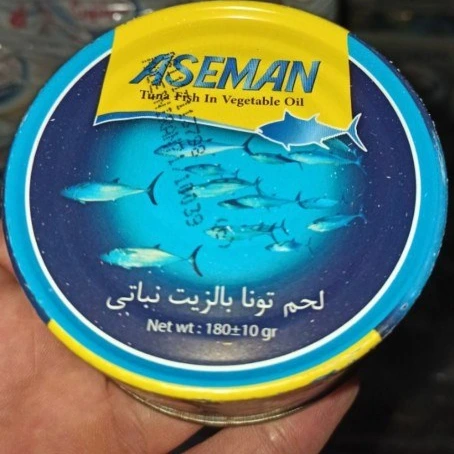 ASEMAN
Tuna Fish In Vegetable Oil
لحم تونا بالزيت نباتي
Net wt : 180±10 gr